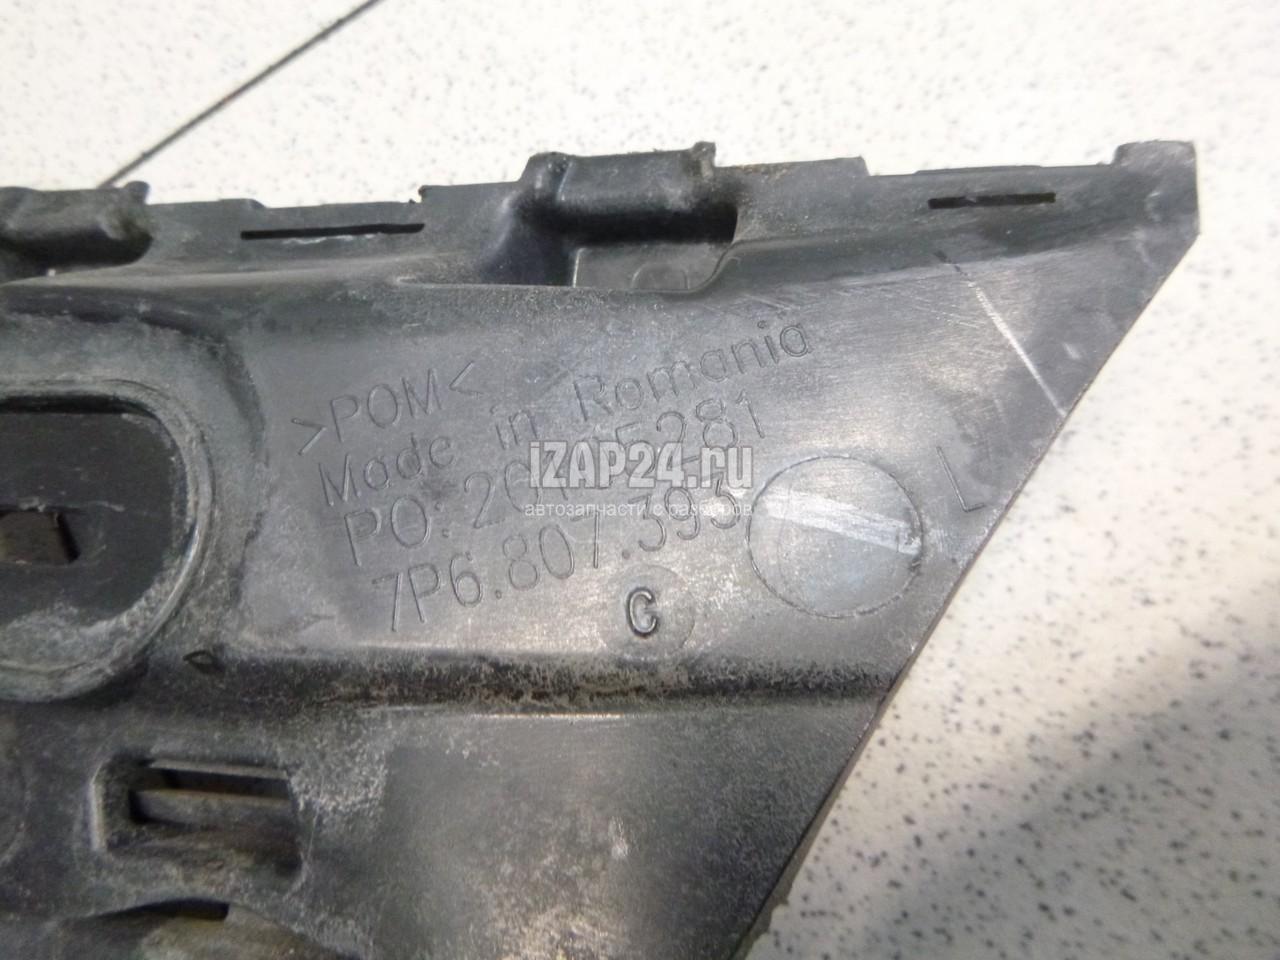 >POM<
Made in Romania
PO:
7P6.807.393
L
C
iZAP24.ru
автозапчасти с разборов